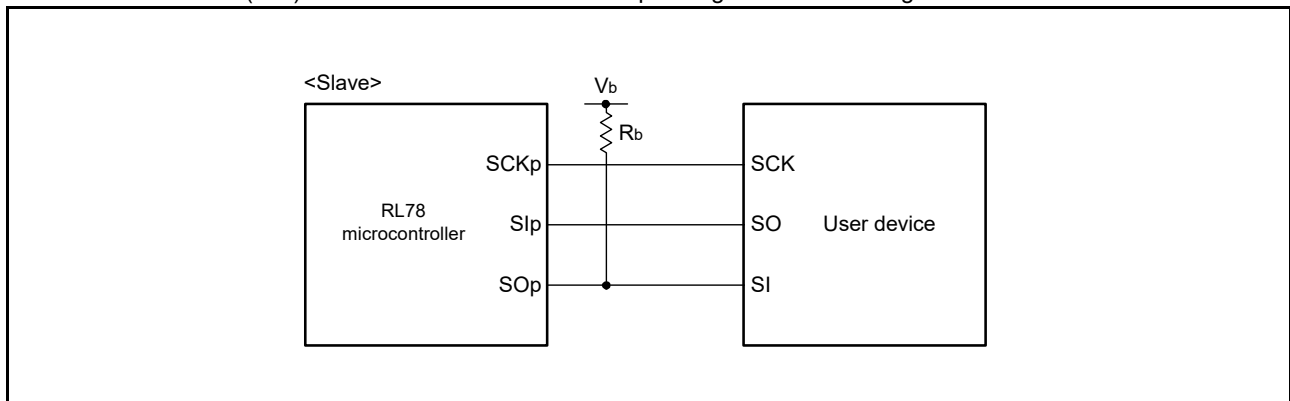 <Slave>
Vb
Rb
SCKp
SCK
RL78
microcontroller
SIp
SO
User device
SOp
SI